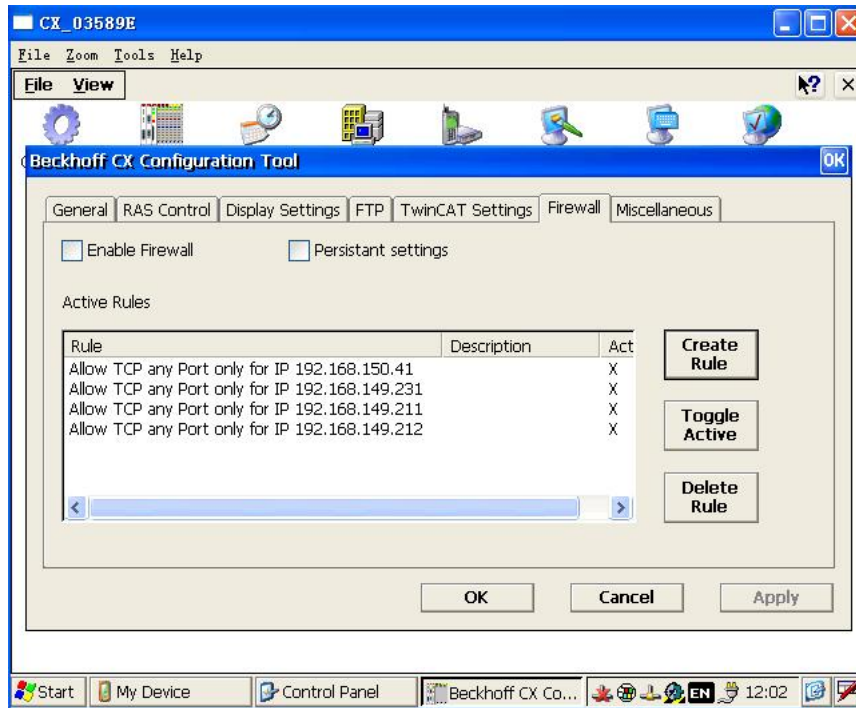 CX_03589E
File Zoom Tools Help
File View
Beckhoff CX Configuration Tool OK
General RAS Control Display Settings FTP TwinCAT Settings Firewall Miscellaneous
Enable Firewall Persistant settings
Active Rules
Rule Description Act
Allow TCP any Port only for IP 192.168.150.41 X
Allow TCP any Port only for IP 192.168.149.231 X
Allow TCP any Port only for IP 192.168.149.211 X
Allow TCP any Port only for IP 192.168.149.212 X
Create
Rule
Toggle
Active
Delete
Rule
OK Cancel Apply
Start My Device Control Panel Beckhoff CX Co... EN 12:02